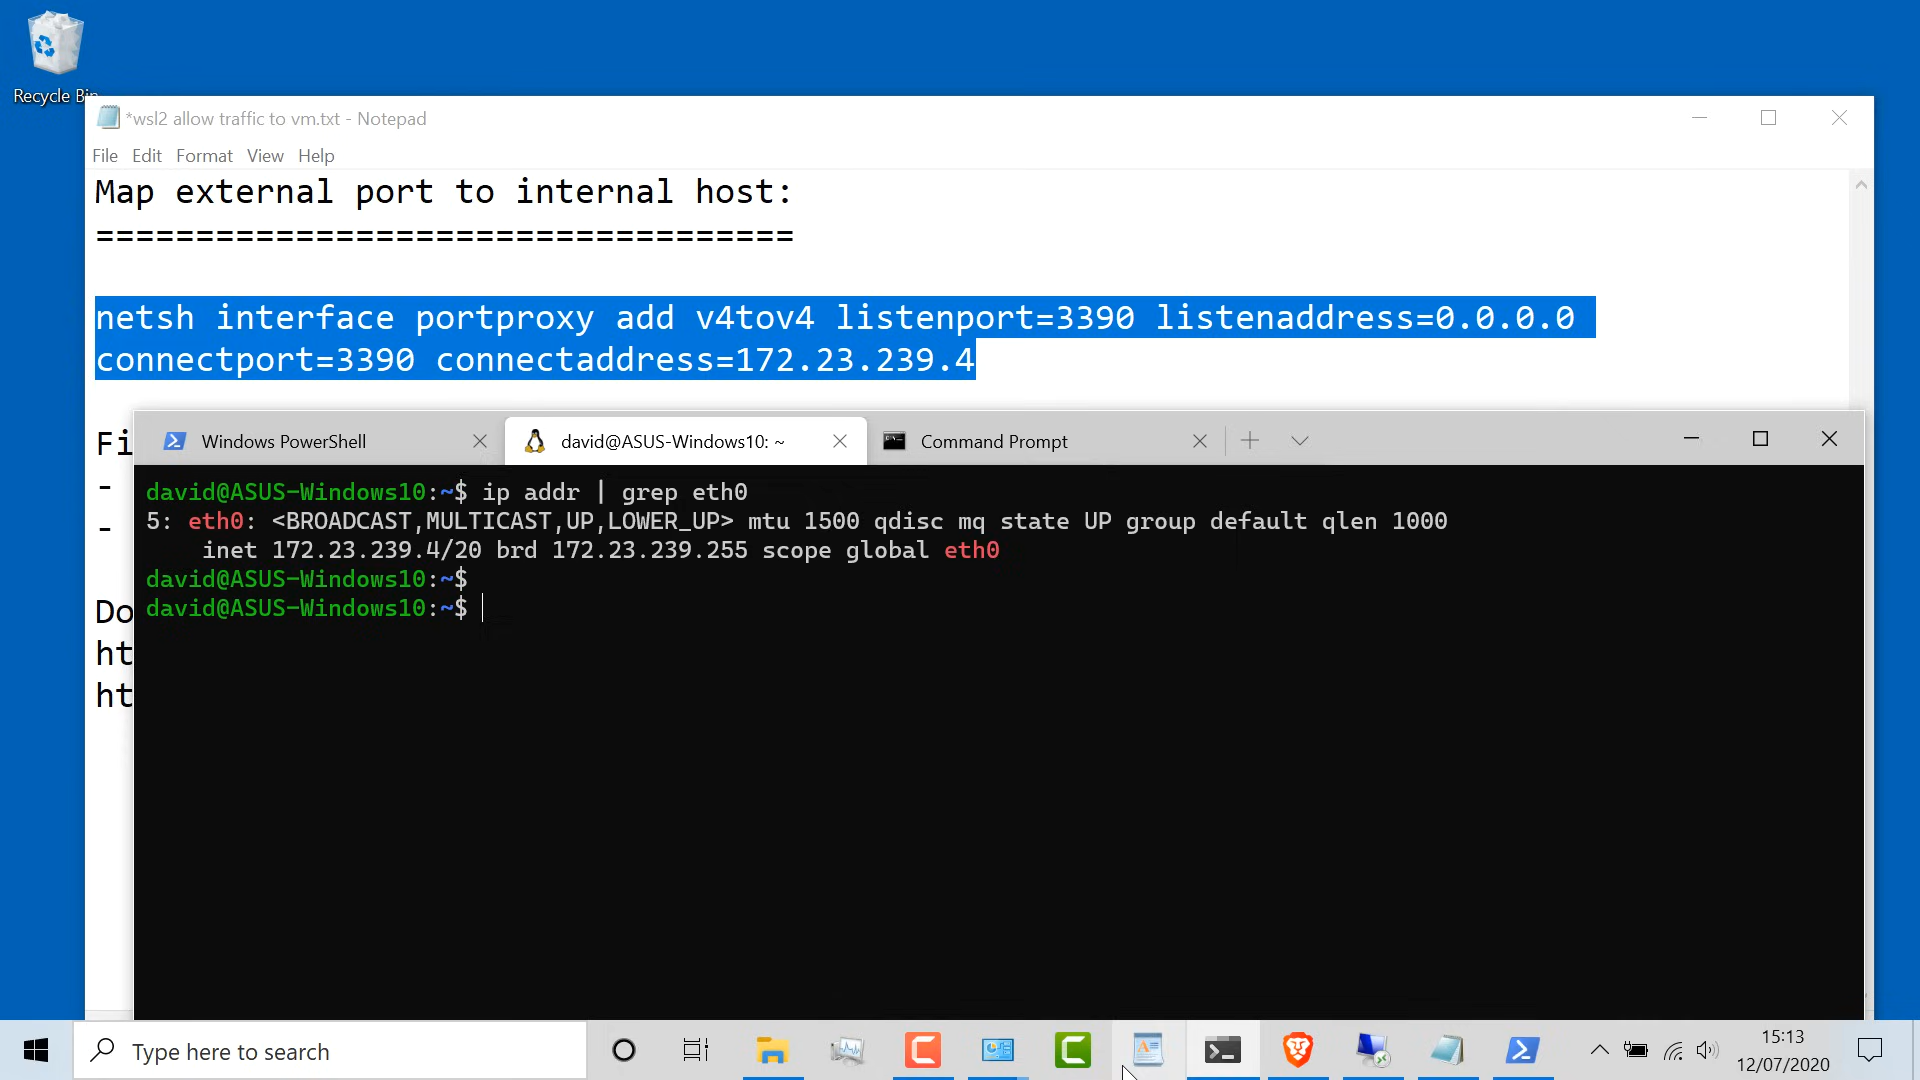 Recycle Bin
*wsl2 allow traffic to vm.txt - Notepad
File Edit Format View Help
Map external port to internal host:
===================================
netsh interface portproxy add v4tov4 listenport=3390 listenaddress=0.0.0.0
connectport=3390 connectaddress=172.23.239.4
Fi
-
-
Do
ht
ht
Windows PowerShell
david@ASUS-Windows10: ~
Command Prompt
david@ASUS-Windows10:~$ ip addr | grep eth0
5: eth0: <BROADCAST,MULTICAST,UP,LOWER_UP> mtu 1500 qdisc mq state UP group default qlen 1000
inet 172.23.239.4/20 brd 172.23.239.255 scope global eth0
david@ASUS-Windows10:~$
david@ASUS-Windows10:~$
Type here to search
15:13
12/07/2020